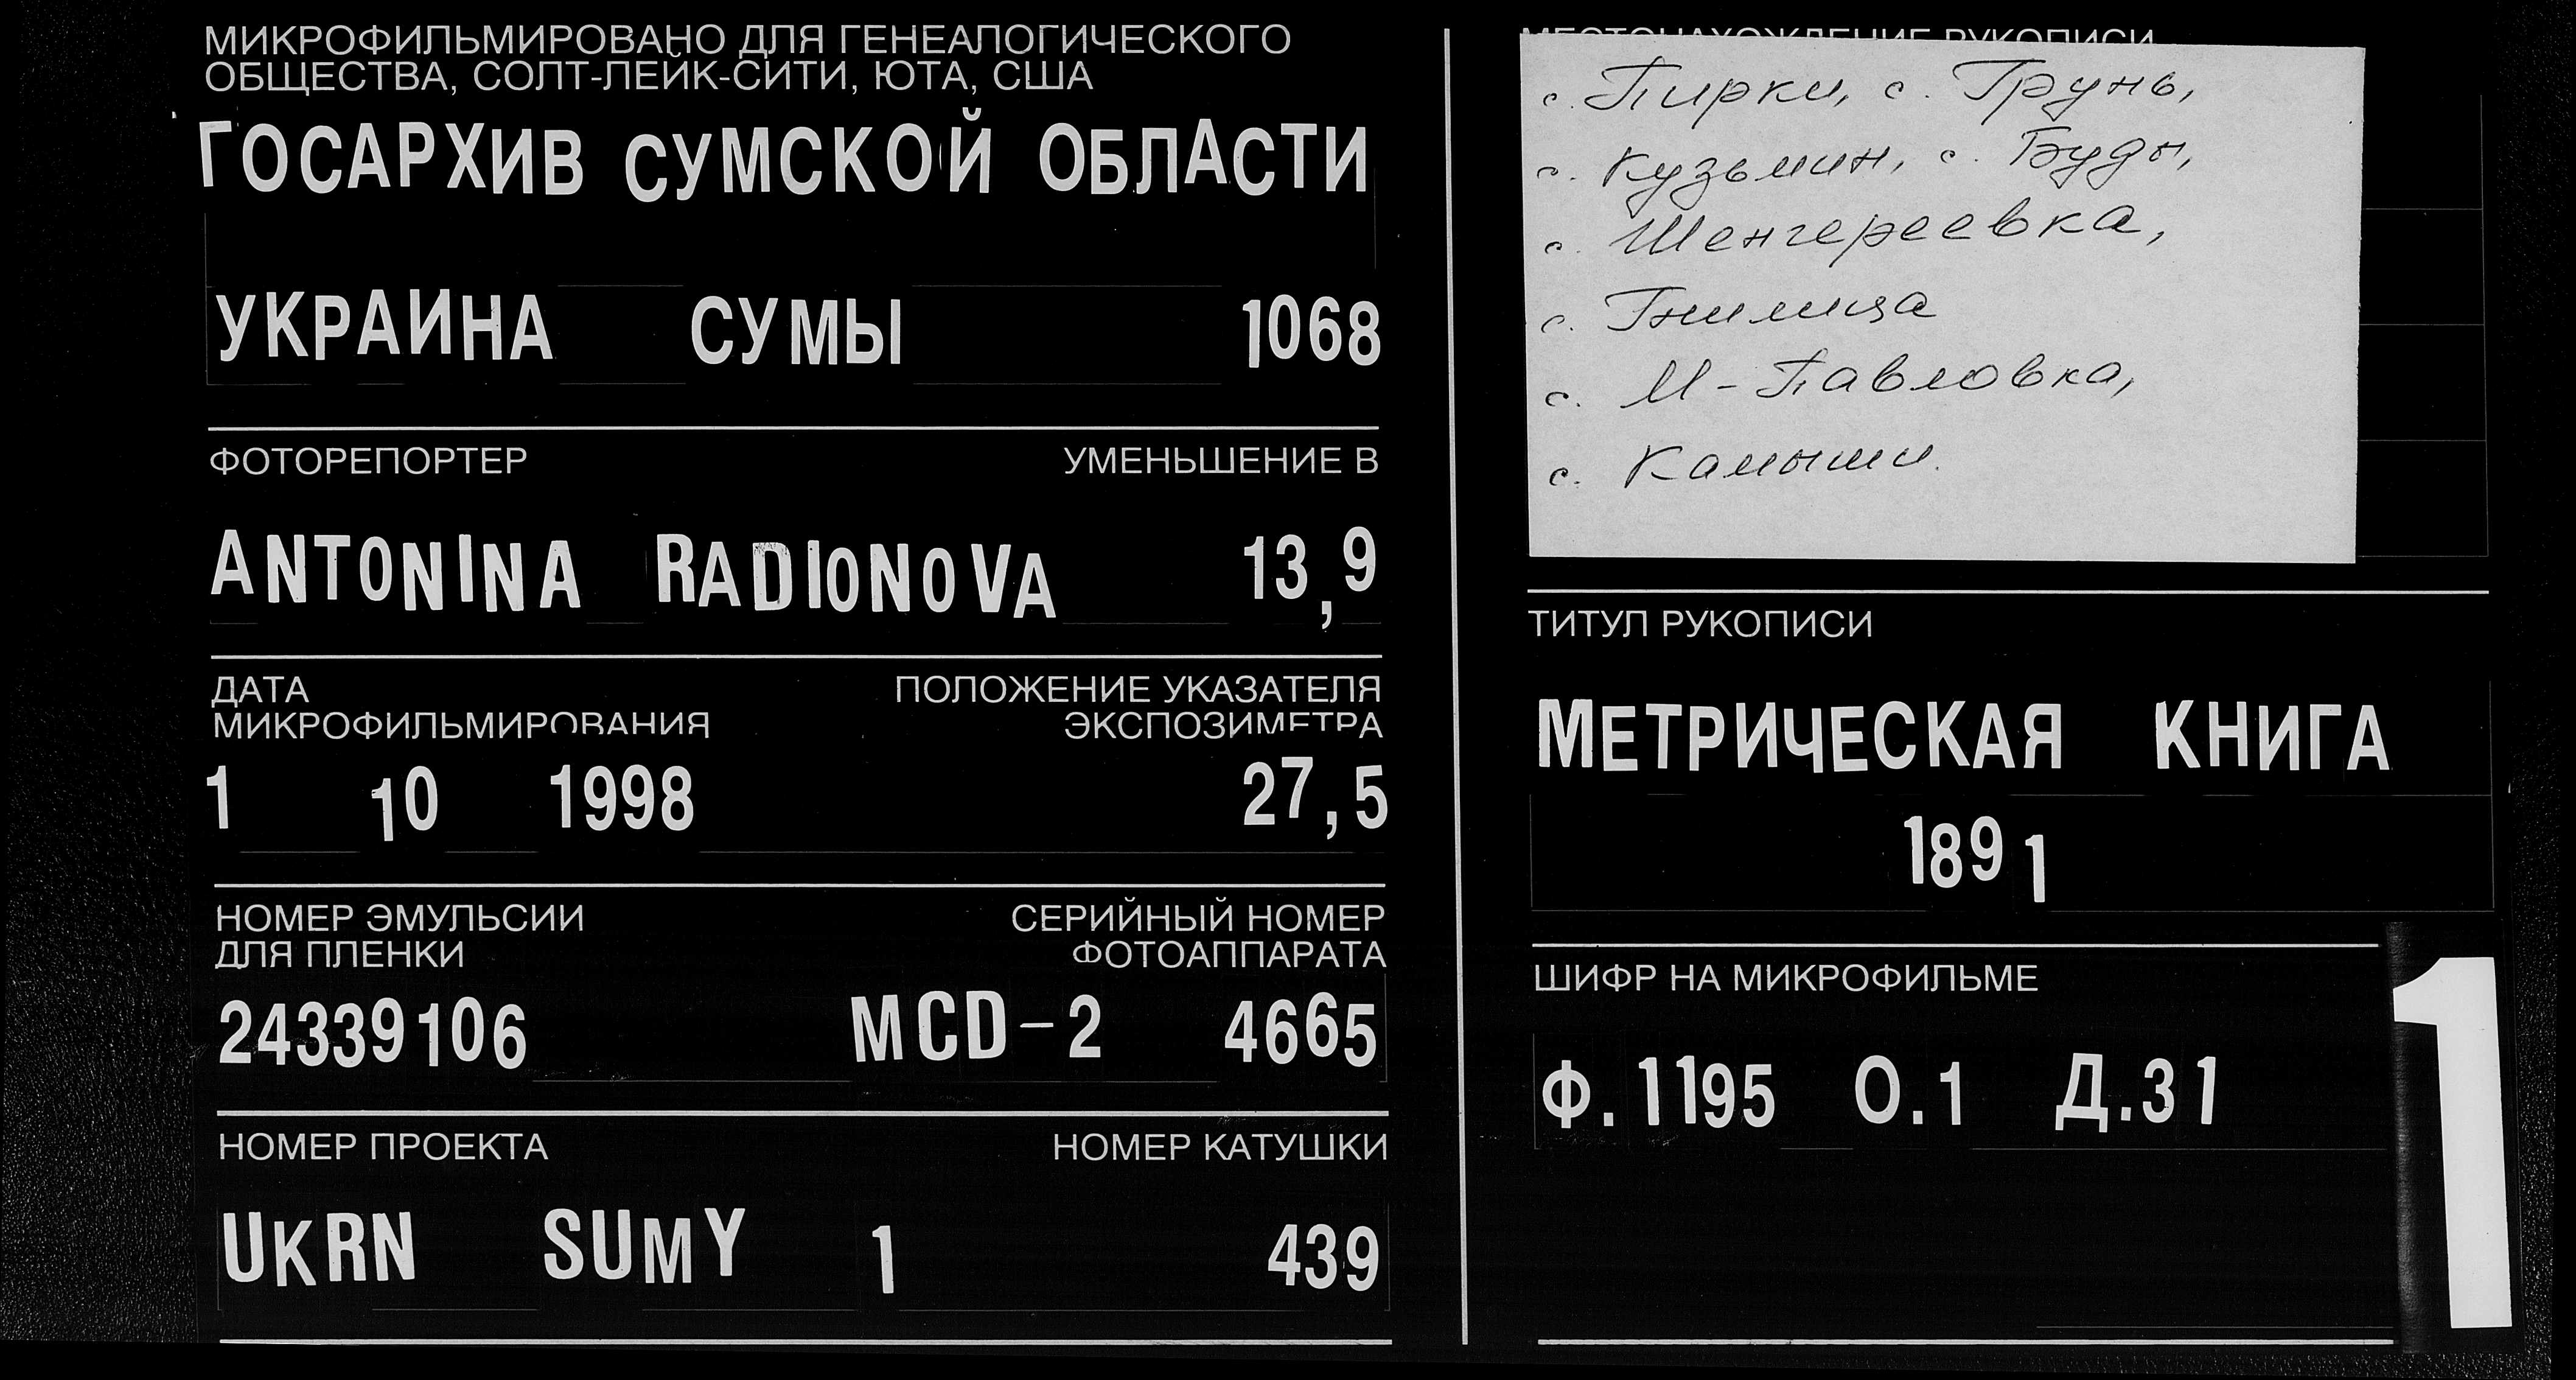 МИКРОФИЛЬМИРОВАНО ДЛЯ ГЕНЕАЛОГИЧЕСКОГО
ОБЩЕСТВА, СОЛТ-ЛЕЙК-СИТИ, ЮТА, США
ГОСАРХИВ СУМСКОЙ ОБЛАСТИ
УКРАИНА СУМЫ 1068
ФОТОРЕПОРТЕР УМЕНЬШЕНИЕ В
ANTONINA RADIONOVA 13,9
ДАТА ПОЛОЖЕНИЕ УКАЗАТЕЛЯ
МИКРОФИЛЬМИРОВАНИЯ ЭКСПОЗИМЕТРА
1 10 1998 27,5
НОМЕР ЭМУЛЬСИИ СЕРИЙНЫЙ НОМЕР
ДЛЯ ПЛЕНКИ ФОТОАППАРАТА
24339106 MCD-2 4665
НОМЕР ПРОЕКТА НОМЕР КАТУШКИ
UKRN SUMY 1 439
МЕСТОНАХОЖДЕНИЕ РУКОПИСИ
с. Пирки, с. Грунь,
с. Кузьмин, с. Буды,
с. Шенгереевка,
с. Гнилица
с. М-Павловка,
с. Камыши.
ТИТУЛ РУКОПИСИ
МЕТРИЧЕСКАЯ КНИГА
1891
ШИФР НА МИКРОФИЛЬМЕ
Ф.1195 О.1 Д.31
1